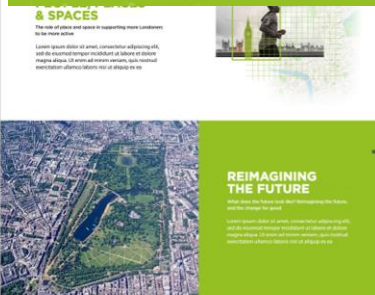 PEOPLE, PLACES
& SPACES
The role of place and space in supporting more Londoners
to be more active
Lorem ipsum dolor sit amet, consectetur adipiscing elit,
sed do eiusmod tempor incididunt ut labore et dolore
magna aliqua. Ut enim ad minim veniam, quis nostrud
exercitation ullamco laboris nisi ut aliquip ex ea
REIMAGINING
THE FUTURE
What does the future look like? Reimagining the future,
and the change for good
Lorem ipsum dolor sit amet, consectetur adipiscing elit,
sed do eiusmod tempor incididunt ut labore et dolore
magna aliqua. Ut enim ad minim veniam, quis nostrud
exercitation ullamco laboris nisi ut aliquip ex ea